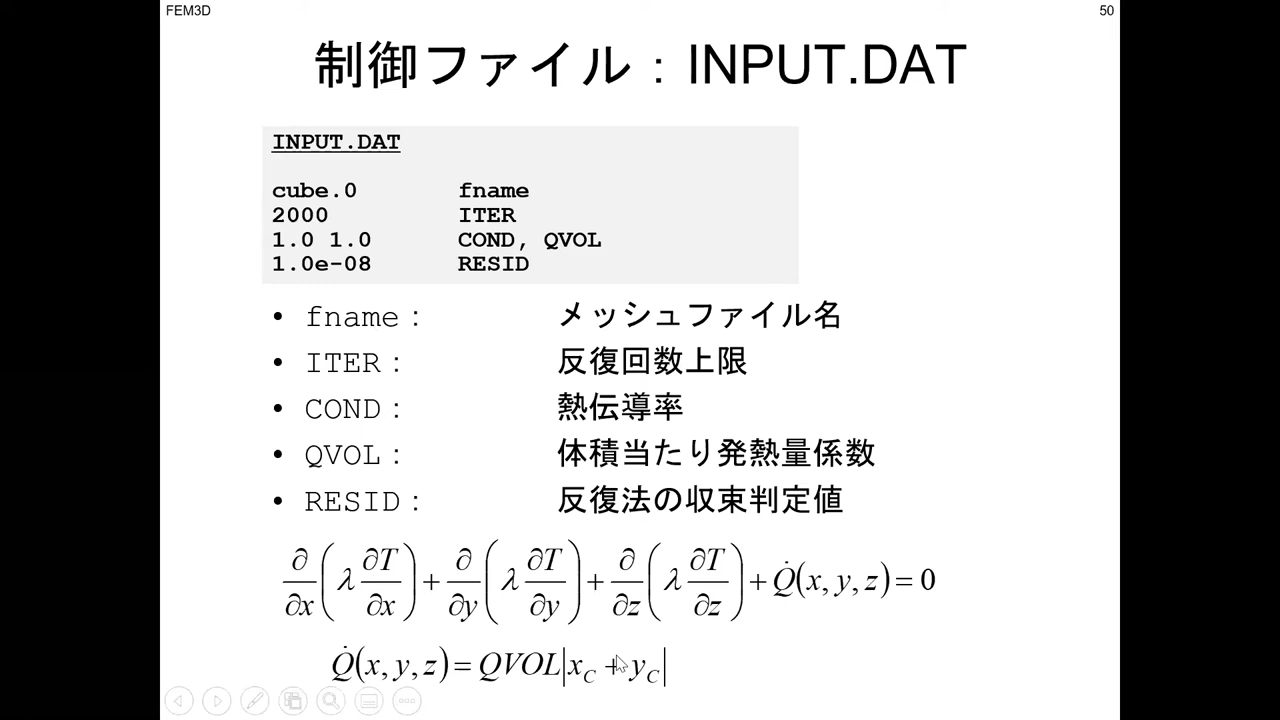 FEM3D
50
制御ファイル：INPUT.DAT
INPUT.DAT
cube.0 fname
2000 ITER
1.0 1.0 COND, QVOL
1.0e-08 RESID
• fname： メッシュファイル名
• ITER： 反復回数上限
• COND： 熱伝導率
• QVOL： 体積当たり発熱量係数
• RESID： 反復法の収束判定値
∂/∂x(λ ∂T/∂x) + ∂/∂y(λ ∂T/∂y) + ∂/∂z(λ ∂T/∂z) + Q̇(x, y, z) = 0
Q̇(x, y, z) = QVOL|x_C + y_C|